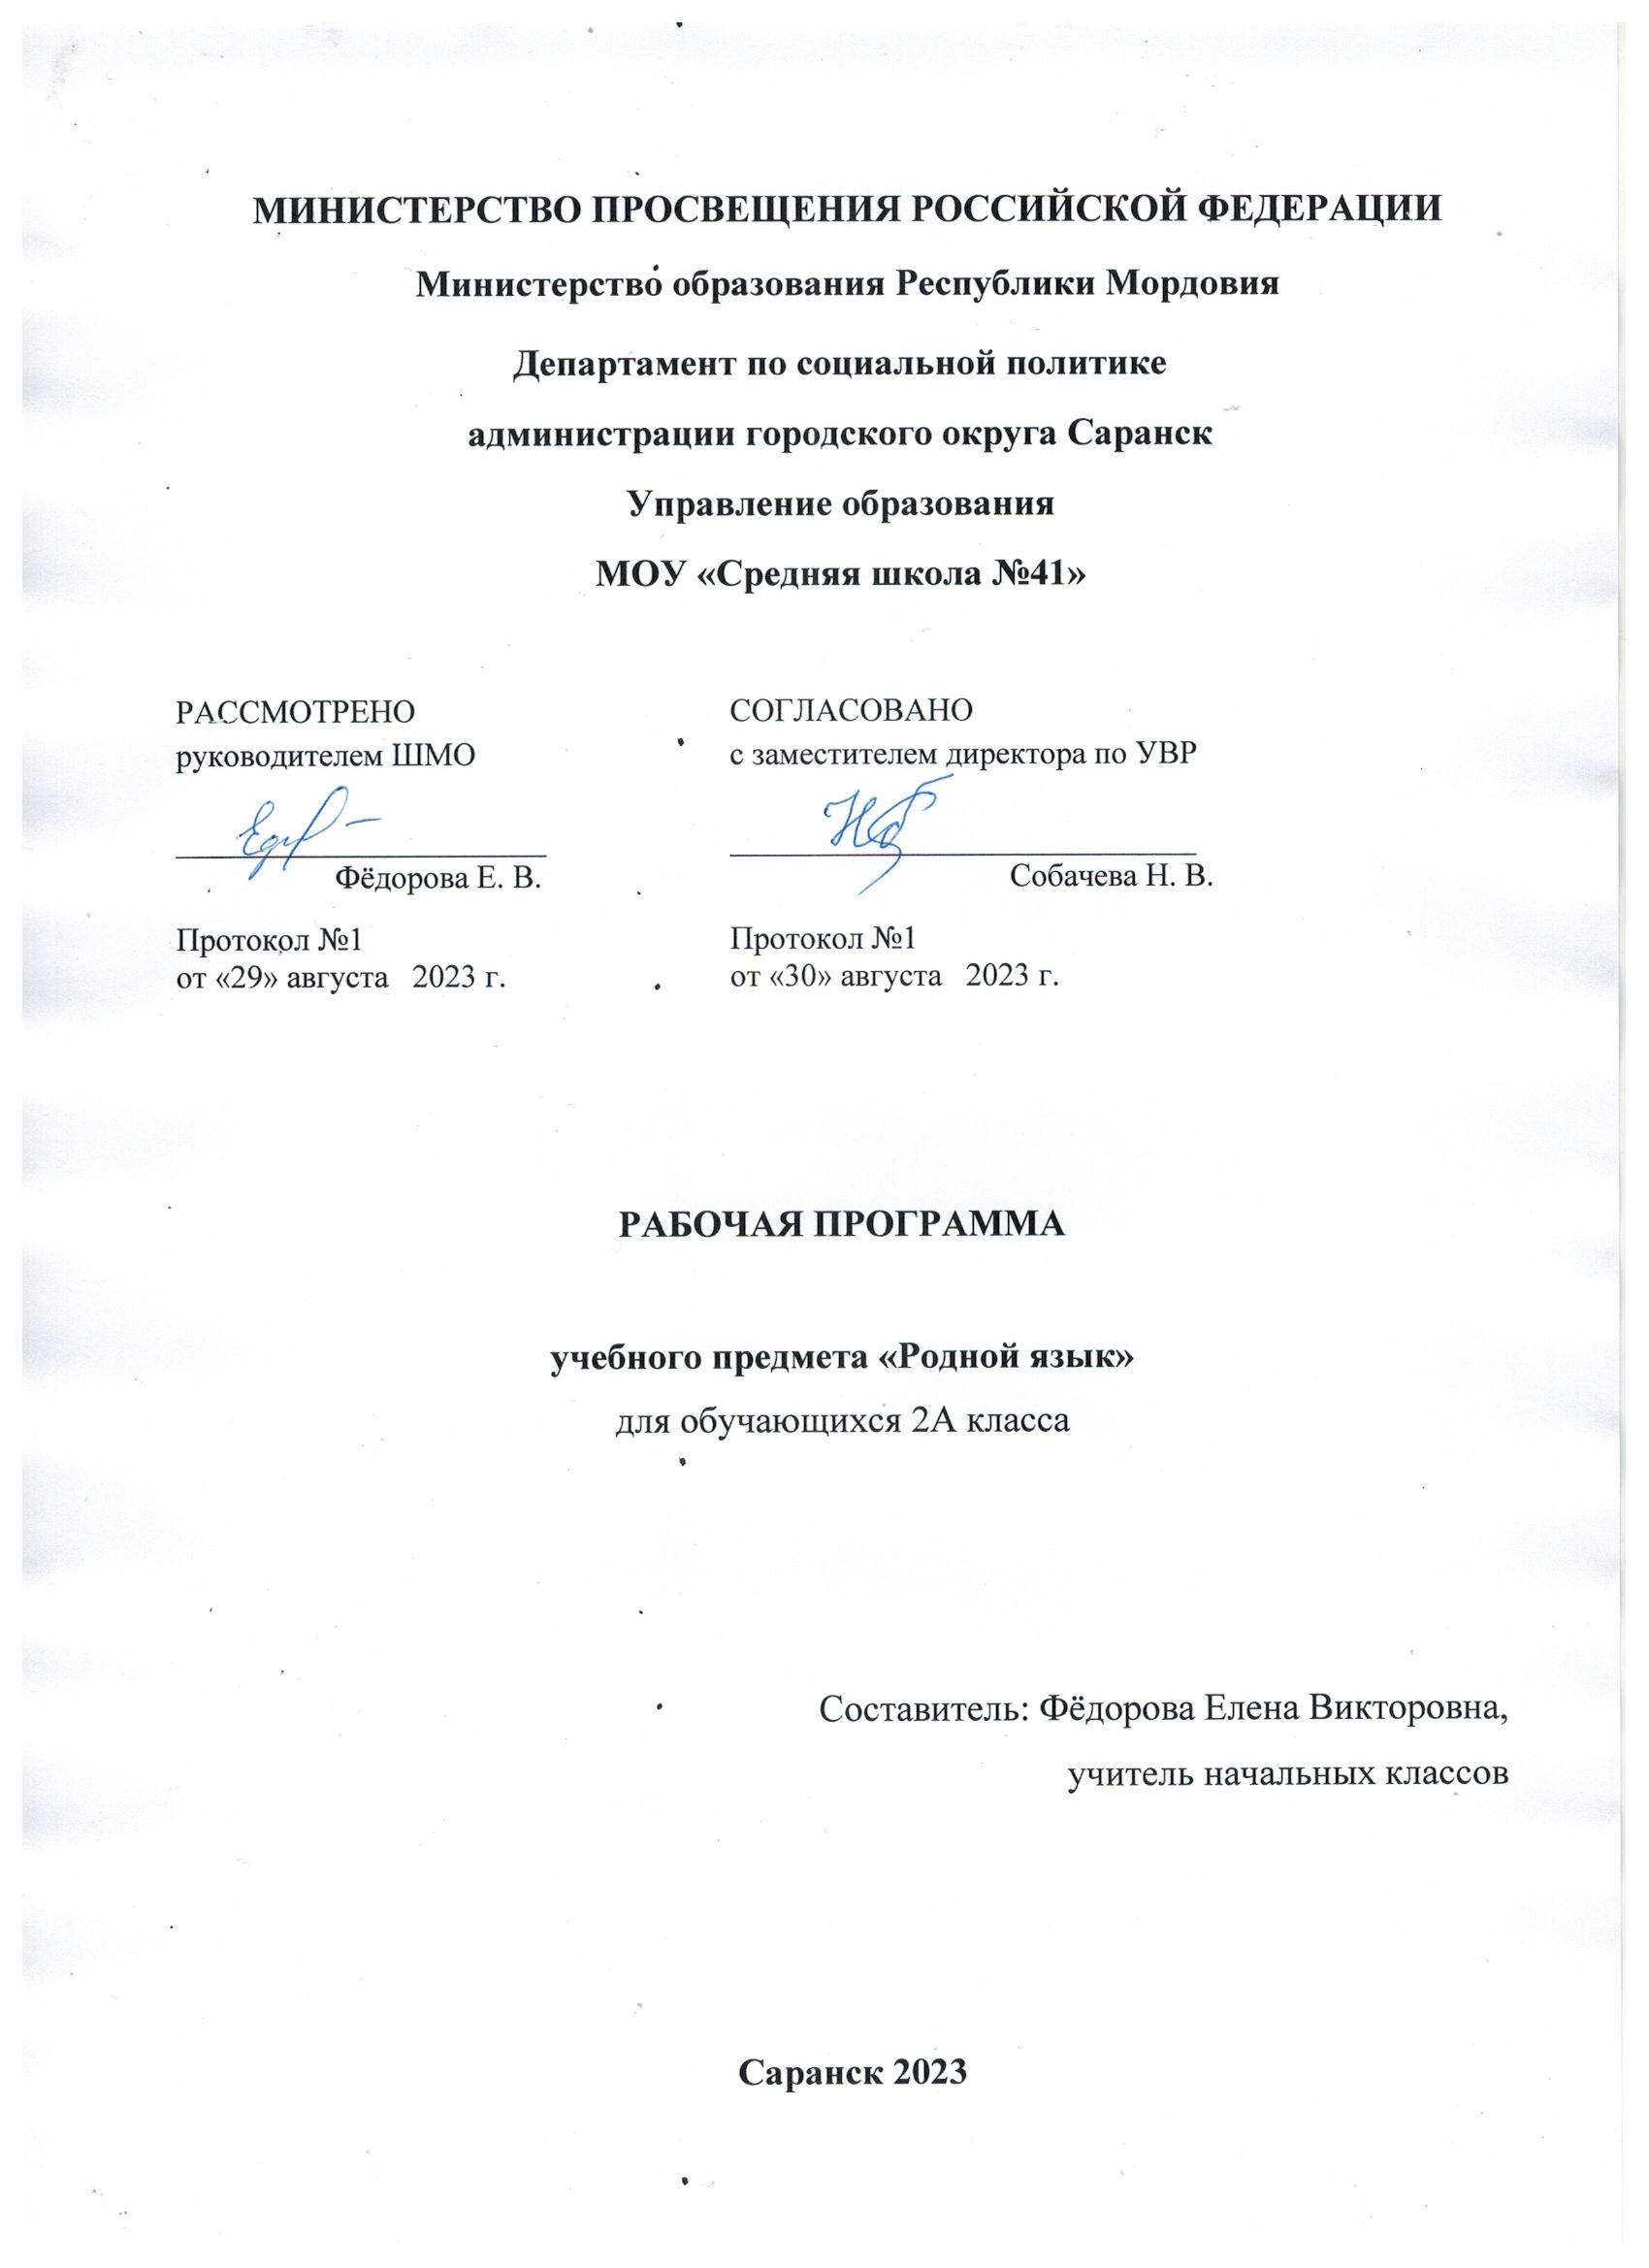 МИНИСТЕРСТВО ПРОСВЕЩЕНИЯ РОССИЙСКОЙ ФЕДЕРАЦИИ
Министерство образования Республики Мордовия
Департамент по социальной политике
администрации городского округа Саранск
Управление образования
МОУ «Средняя школа №41»
РАССМОТРЕНО
руководителем ШМО
Фёдорова Е. В.
Протокол №1
от «29» августа 2023 г.
СОГЛАСОВАНО
с заместителем директора по УВР
Собачева Н. В.
Протокол №1
от «30» августа 2023 г.
РАБОЧАЯ ПРОГРАММА
учебного предмета «Родной язык»
для обучающихся 2А класса
Составитель: Фёдорова Елена Викторовна,
учитель начальных классов
Саранск 2023